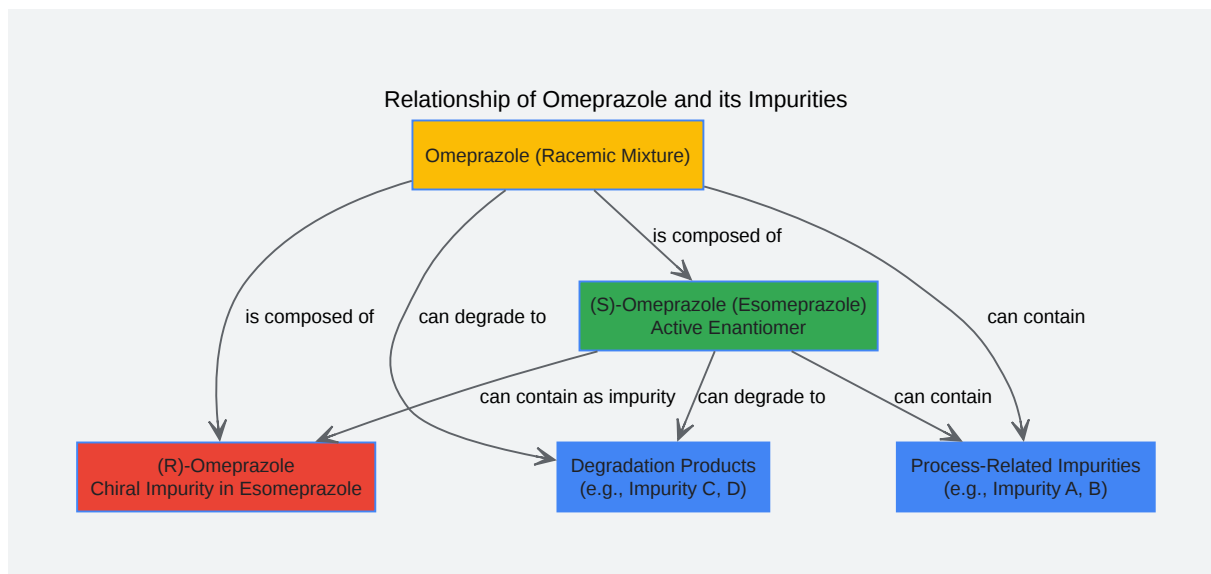 Relationship of Omeprazole and its Impurities
Omeprazole (Racemic Mixture)
is composed of
(S)-Omeprazole (Esomeprazole)
Active Enantiomer
is composed of
can degrade to
can contain
can contain as impurity
can degrade to
can contain
(R)-Omeprazole
Chiral Impurity in Esomeprazole
Degradation Products
(e.g., Impurity C, D)
Process-Related Impurities
(e.g., Impurity A, B)